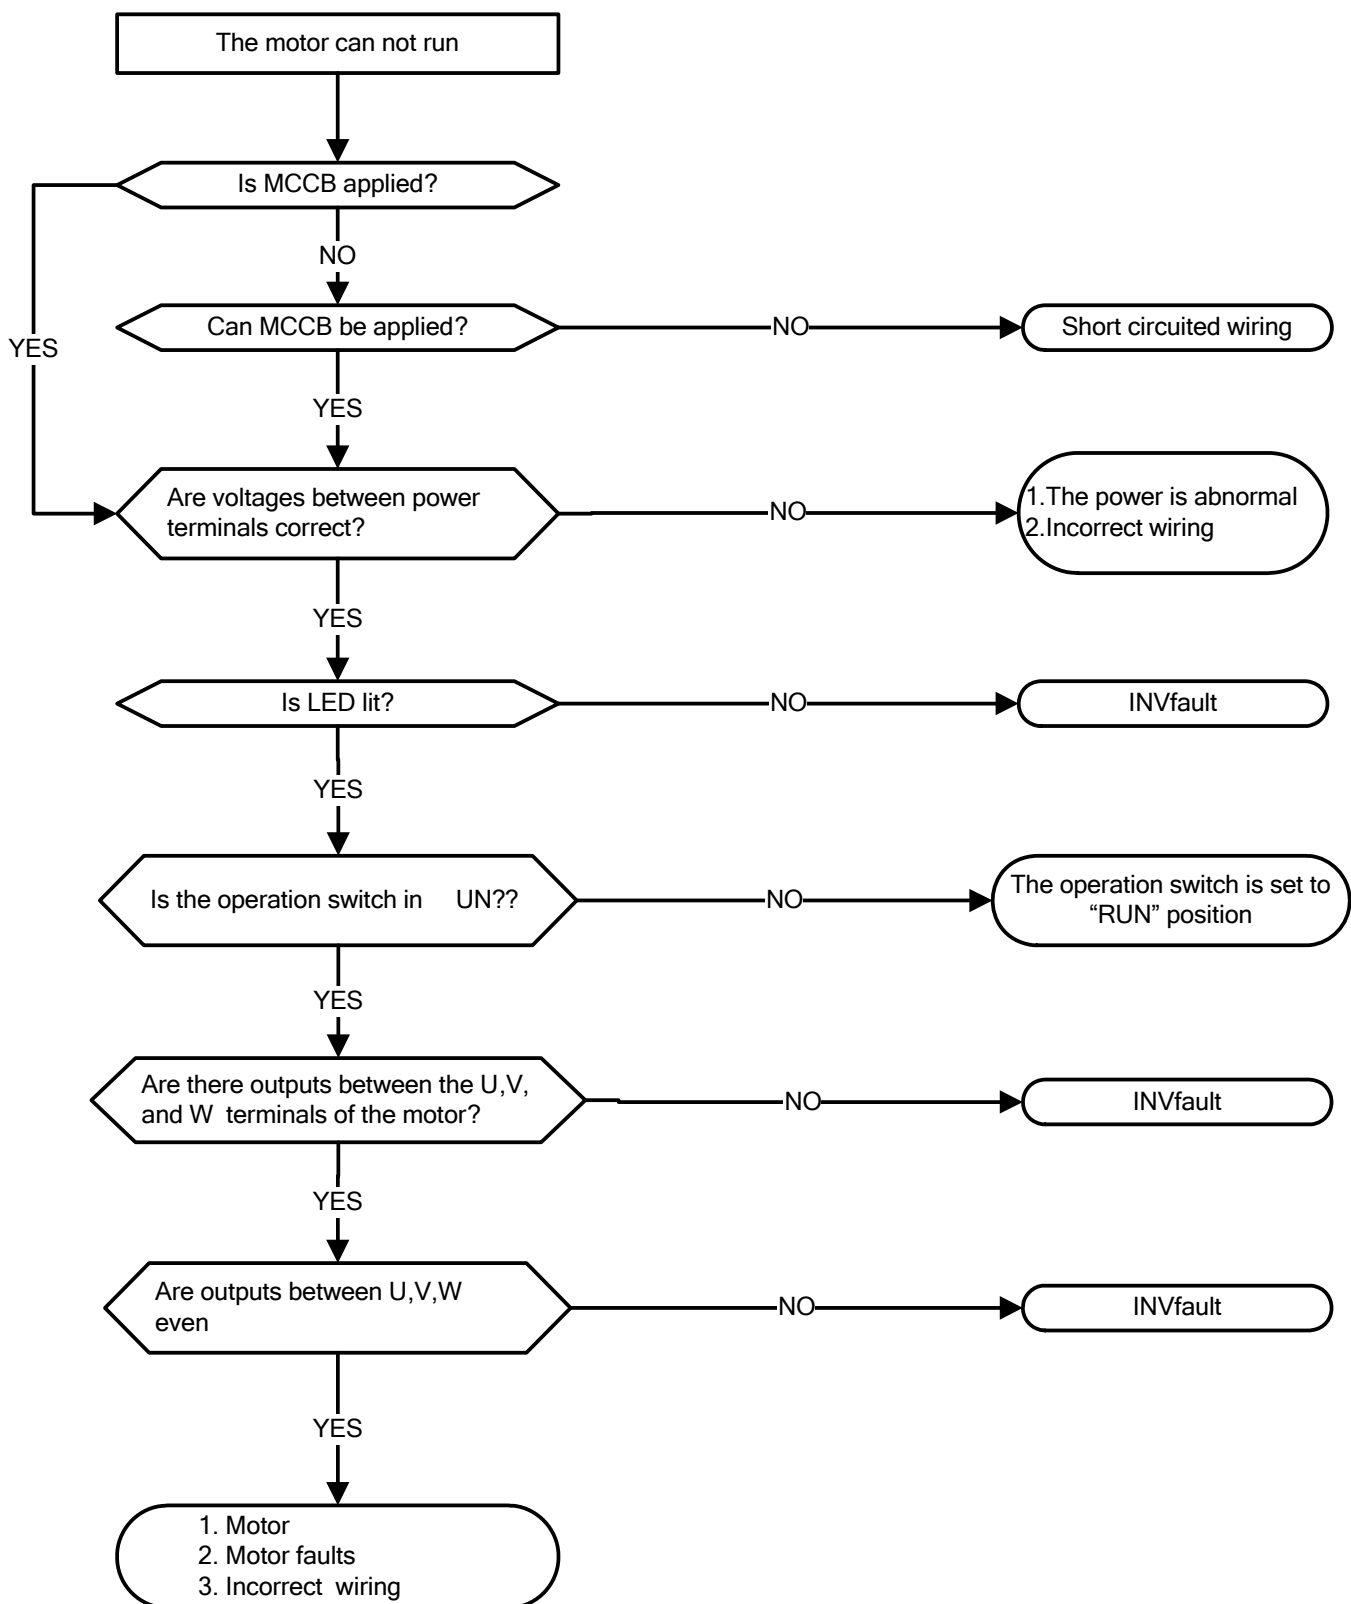 The motor can not run
Is MCCB applied?
NO
Can MCCB be applied?
NO
Short circuited wiring
YES
YES
Are voltages between power
terminals correct?
NO
1.The power is abnormal
2.Incorrect wiring
YES
Is LED lit?
NO
INVfault
YES
Is the operation switch in UN??
NO
The operation switch is set to
“RUN” position
YES
Are there outputs between the U,V,
and W terminals of the motor?
NO
INVfault
YES
Are outputs between U,V,W
even
NO
INVfault
YES
1. Motor
2. Motor faults
3. Incorrect wiring